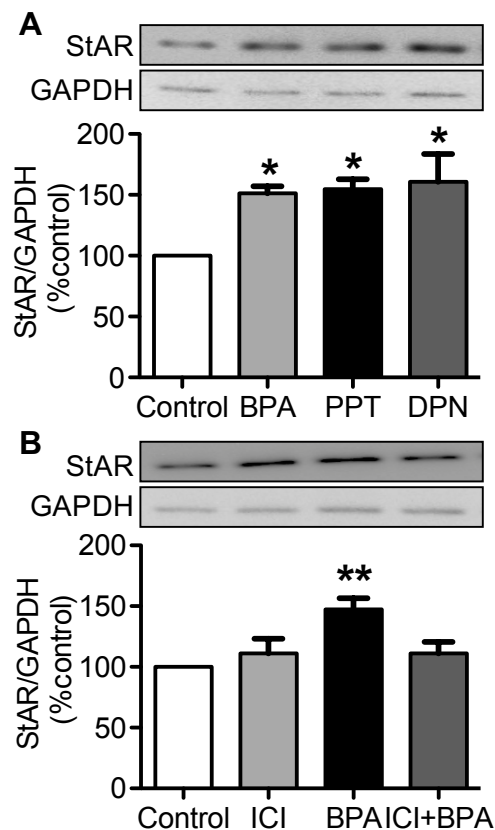 A
StAR
GAPDH
StAR/GAPDH
(%control)
200
150
100
50
0
* * *
Control BPA PPT DPN
B
StAR
GAPDH
StAR/GAPDH
(%control)
200
150
100
50
0
**
Control ICI BPA ICI+BPA